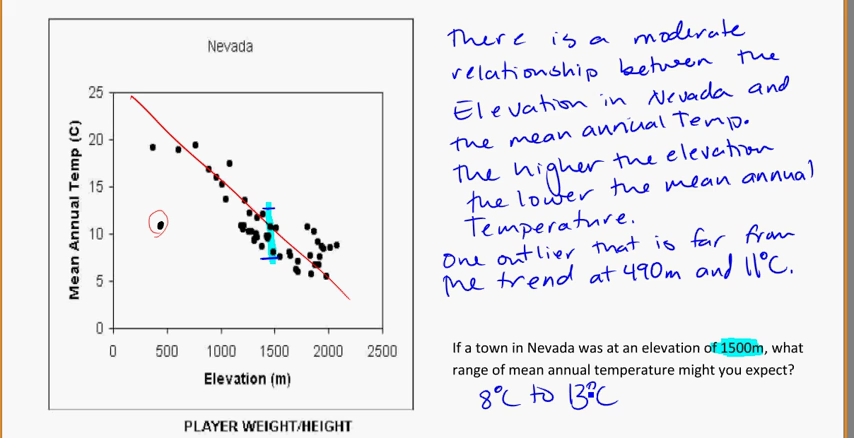 Nevada
There is a moderate
relationship between the
Elevation in Nevada and
the mean annual Temp.
The higher the elevation
the lower the mean annual
Temperature.
One outlier that is far from
the trend at 490m and 11°C.
Mean Annual Temp (C)
25
20
15
10
5
0
0 500 1000 1500 2000 2500
Elevation (m)
If a town in Nevada was at an elevation of 1500m, what
range of mean annual temperature might you expect?
8°C to 13°C
PLAYER WEIGHT/HEIGHT